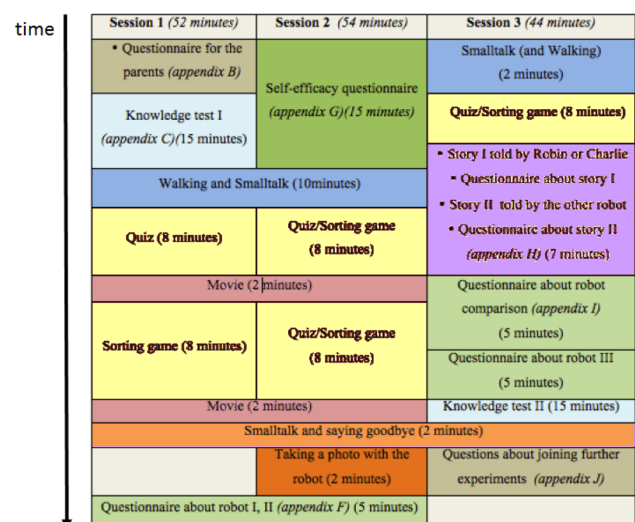 time
Session 1 (52 minutes)
Session 2 (54 minutes)
Session 3 (44 minutes)
• Questionnaire for the
parents (appendix B)
Self-efficacy questionnaire
(appendix G)(15 minutes)
Smalltalk (and Walking)
(2 minutes)
Knowledge test I
(appendix C)(15 minutes)
Quiz/Sorting game (8 minutes)
• Story I told by Robin or Charlie
• Questionnaire about story I
• Story II told by the other robot
• Questionnaire about story II
(appendix H) (7 minutes)
Walking and Smalltalk (10minutes)
Quiz (8 minutes)
Quiz/Sorting game
(8 minutes)
Movie (2 minutes)
Questionnaire about robot
comparison (appendix I)
(5 minutes)
Sorting game (8 minutes)
Quiz/Sorting game
(8 minutes)
Questionnaire about robot III
(5 minutes)
Movie (2 minutes)
Knowledge test II (15 minutes)
Smalltalk and saying goodbye (2 minutes)
Taking a photo with the
robot (2 minutes)
Questions about joining further
experiments (appendix J)
Questionnaire about robot I, II (appendix F) (5 minutes)